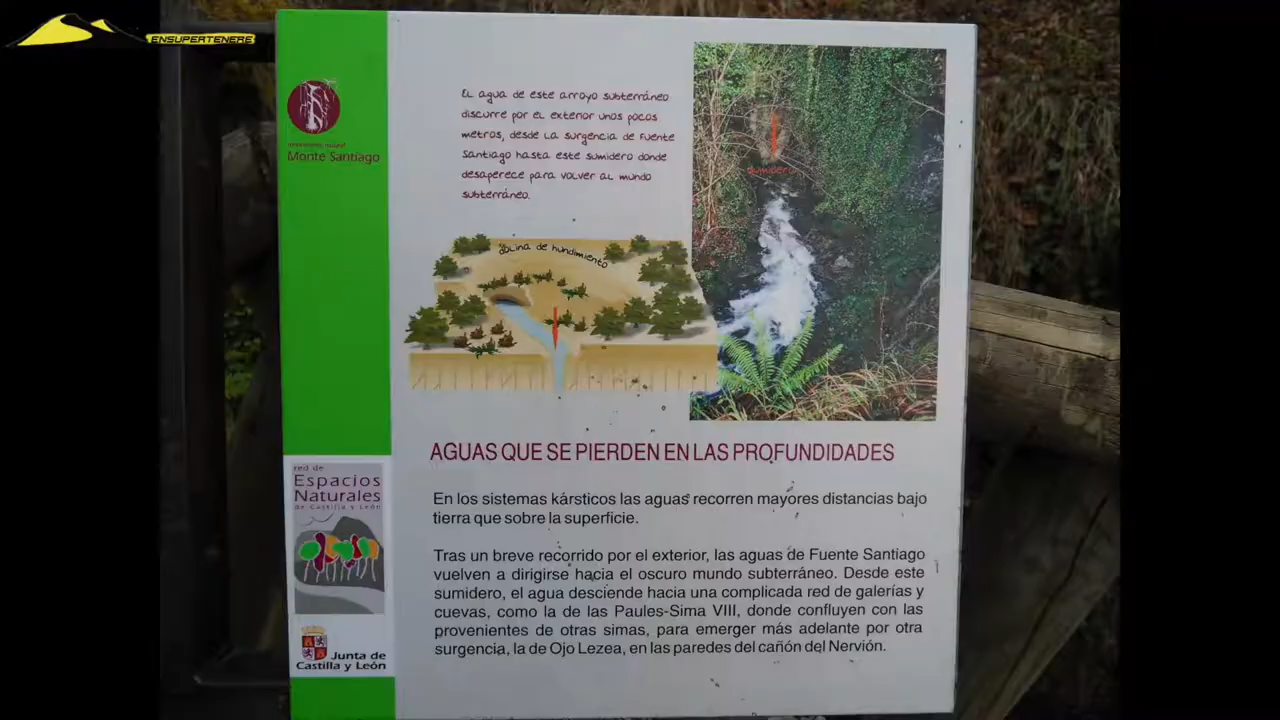 ENSUPERTENERE
Monte Santiago
El agua de este arroyo subterráneo
discurre por el exterior unos pocos
metros, desde la surgencia de Fuente
Santiago hasta este sumidero donde
desaparece para volver al mundo
subterráneo.
sumidero
dolina de hundimiento
AGUAS QUE SE PIERDEN EN LAS PROFUNDIDADES
En los sistemas kársticos las aguas recorren mayores distancias bajo
tierra que sobre la superficie.
Tras un breve recorrido por el exterior, las aguas de Fuente Santiago
vuelven a dirigirse hacia el oscuro mundo subterráneo. Desde este
sumidero, el agua desciende hacia una complicada red de galerías y
cuevas, como la de las Paules-Sima VIII, donde confluyen con las
provenientes de otras simas, para emerger más adelante por otra
surgencia, la de Ojo Lezea, en las paredes del cañón del Nervión.
red de
Espacios
Naturales
de Castilla y León
Junta de
Castilla y León